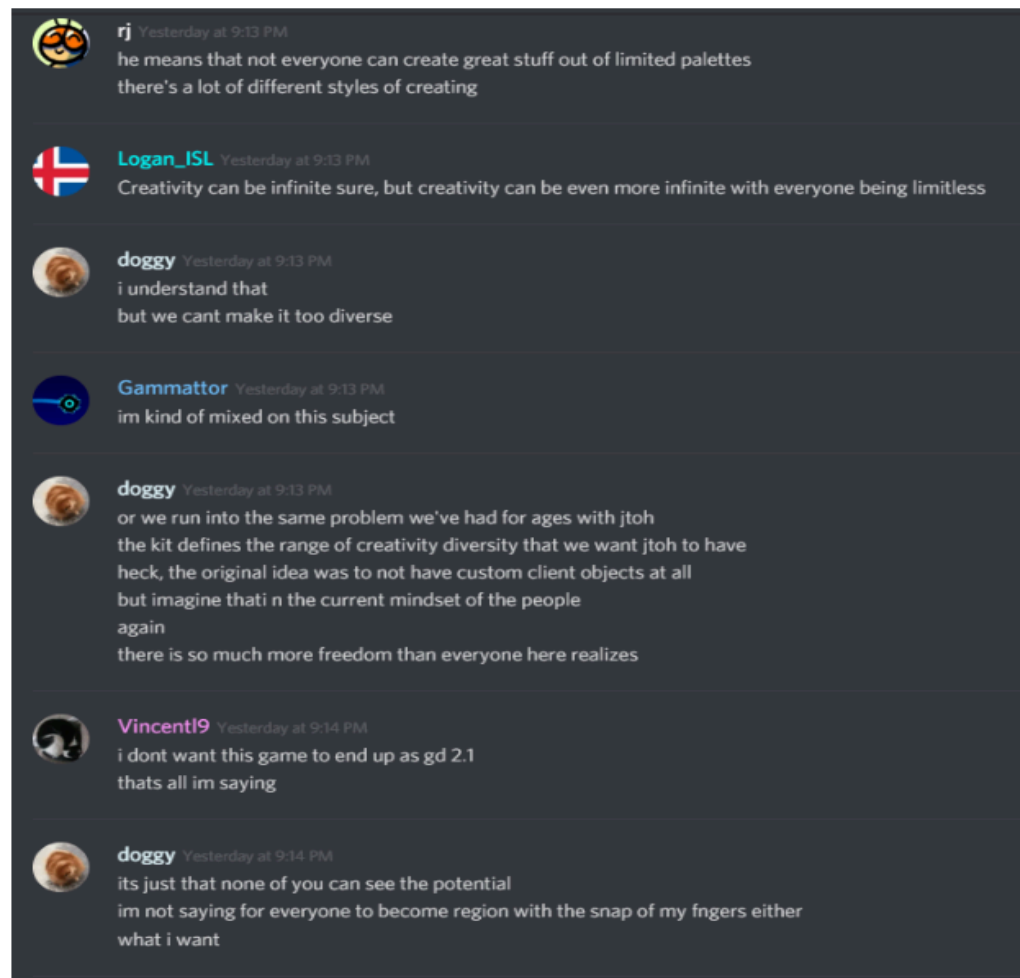 rj Yesterday at 9:13 PM
he means that not everyone can create great stuff out of limited palettes
there's a lot of different styles of creating
Logan_ISL Yesterday at 9:13 PM
Creativity can be infinite sure, but creativity can be even more infinite with everyone being limitless
doggy Yesterday at 9:13 PM
i understand that
but we cant make it too diverse
Gammattor Yesterday at 9:13 PM
im kind of mixed on this subject
doggy Yesterday at 9:13 PM
or we run into the same problem we've had for ages with jtoh
the kit defines the range of creativity diversity that we want jtoh to have
heck, the original idea was to not have custom client objects at all
but imagine thati n the current mindset of the people
again
there is so much more freedom than everyone here realizes
Vincentl9 Yesterday at 9:14 PM
i dont want this game to end up as gd 2.1
thats all im saying
doggy Yesterday at 9:14 PM
its just that none of you can see the potential
im not saying for everyone to become region with the snap of my fngers either
what i want